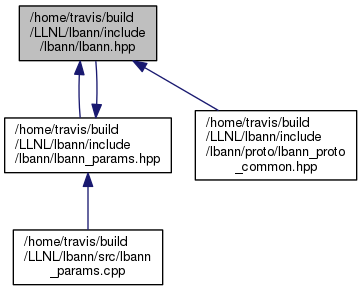 /home/travis/build
/LLNL/lbann/include
/lbann/lbann.hpp
/home/travis/build
/LLNL/lbann/include
/lbann/lbann_params.hpp
/home/travis/build
/LLNL/lbann/include
/lbann/proto/lbann_proto
_common.hpp
/home/travis/build
/LLNL/lbann/src/lbann
_params.cpp